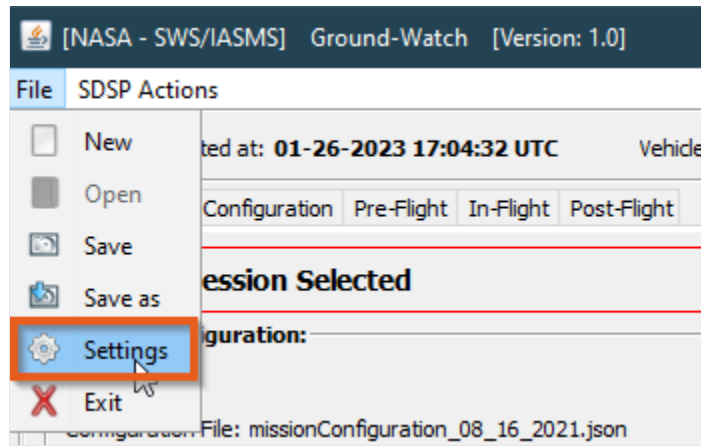 [NASA - SWS/IASMS] Ground-Watch [Version: 1.0]
File SDSP Actions
New
ted at: 01-26-2023 17:04:32 UTC Vehicle
Open
Configuration Pre-Flight In-Flight Post-Flight
Save
ession Selected
Save as
iguration:
Settings
Exit
Configuration File: missionConfiguration_08_16_2021.json